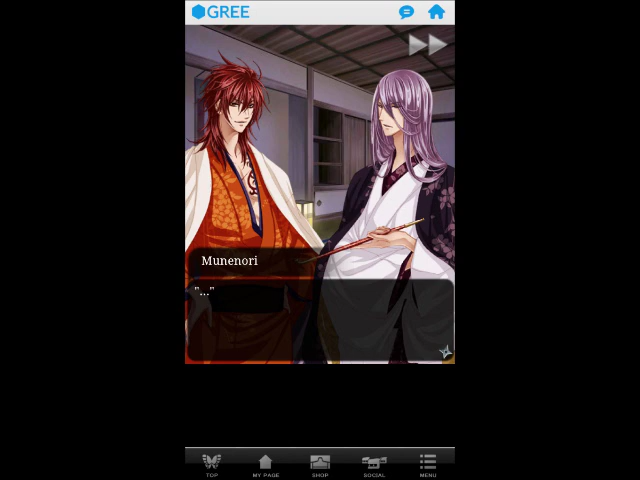 GREE
Munenori
"..."
TOP
MY PAGE
SHOP
SOCIAL
MENU